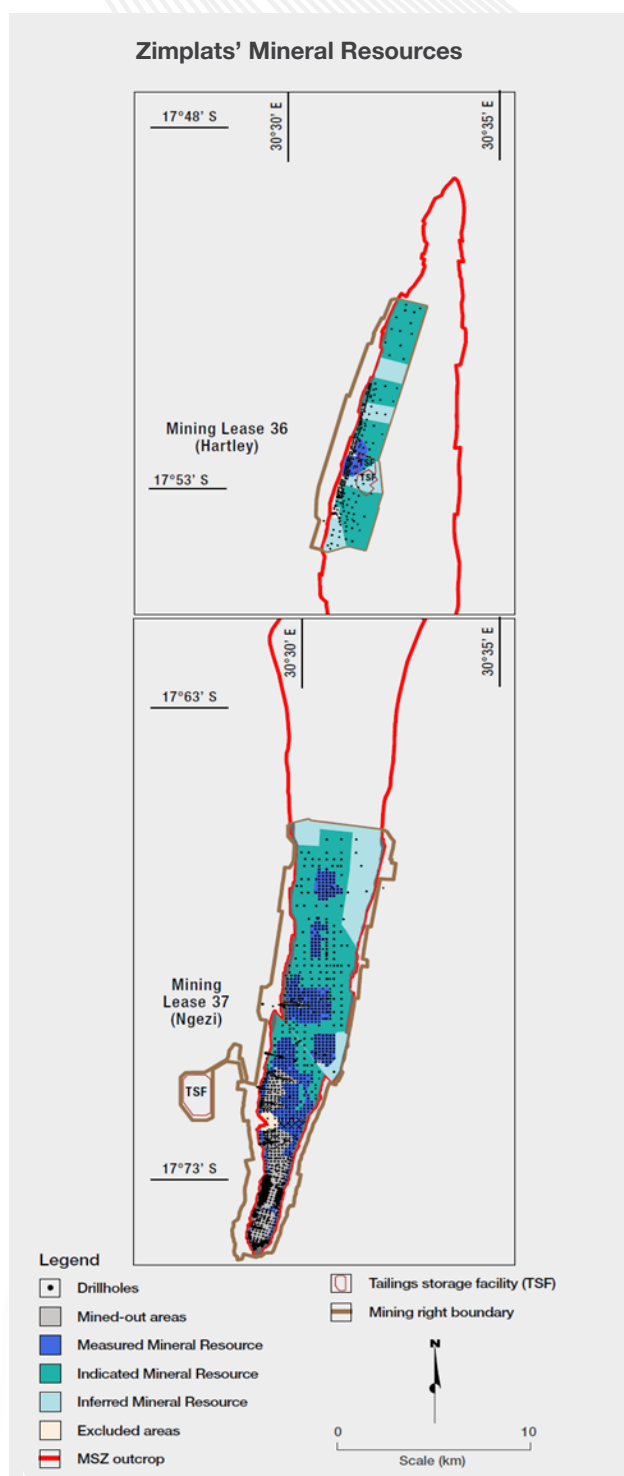 Zimplats' Mineral Resources
17°48' S
30°30' E
30°35' E
Mining Lease 36
(Hartley)
TSF
TSF
17°53' S
30°30' E
30°35' E
17°63' S
Mining
Lease 37
(Ngezi)
TSF
17°73' S
Legend
Drillholes
Mined-out areas
Measured Mineral Resource
Indicated Mineral Resource
Inferred Mineral Resource
Excluded areas
MSZ outcrop
Tailings storage facility (TSF)
Mining right boundary
N
0 10
Scale (km)